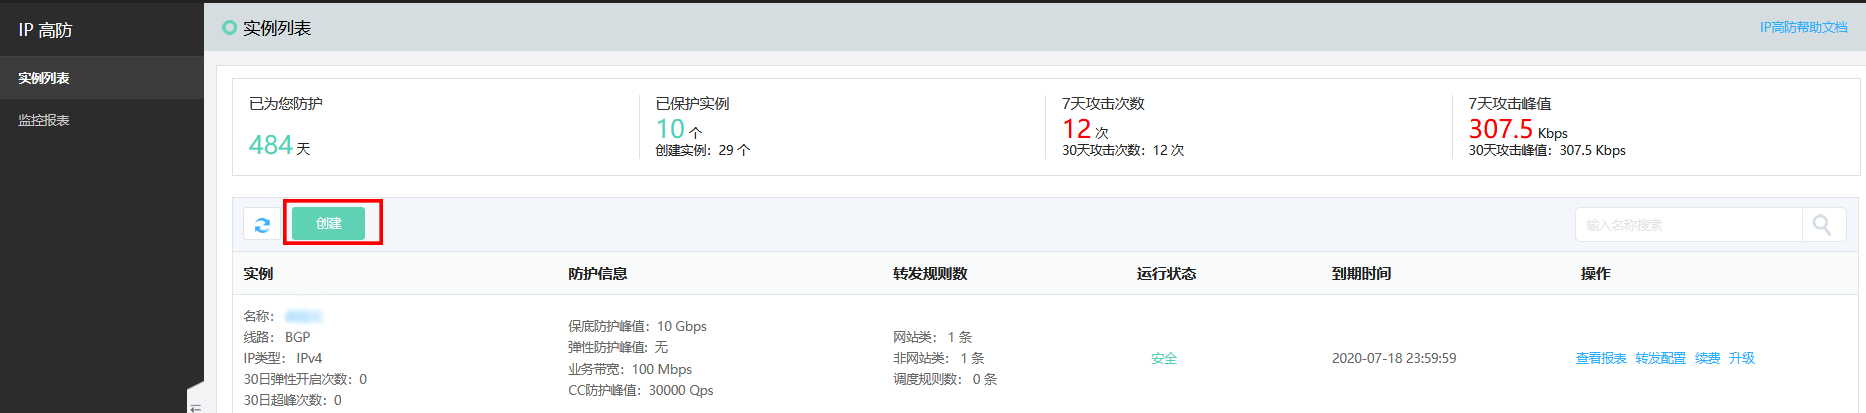 IP 高防
实例列表
监控报表
实例列表
IP高防帮助文档
已为您防护
484 天
已保护实例
10 个
创建实例：29 个
7天攻击次数
12 次
30天攻击次数：12 次
7天攻击峰值
307.5 Kbps
30天攻击峰值：307.5 Kbps
创建
输入名称搜索
实例 防护信息 转发规则数 运行状态 到期时间 操作
名称：
线路： BGP
IP类型： IPv4
30日弹性开启次数：0
30日超峰次数：0
保底防护峰值：10 Gbps
弹性防护峰值: 无
业务带宽：100 Mbps
CC防护峰值：30000 Qps
网站类： 1 条
非网站类： 1 条
调度规则数： 0 条
安全
2020-07-18 23:59:59
查看报表 转发配置 续费 升级